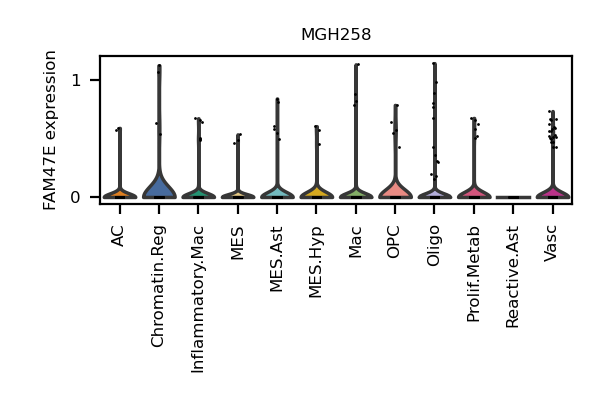 MGH258
FAM47E expression
1
0
AC
Chromatin.Reg
Inflammatory.Mac
MES
MES.Ast
MES.Hyp
Mac
OPC
Oligo
Prolif.Metab
Reactive.Ast
Vasc